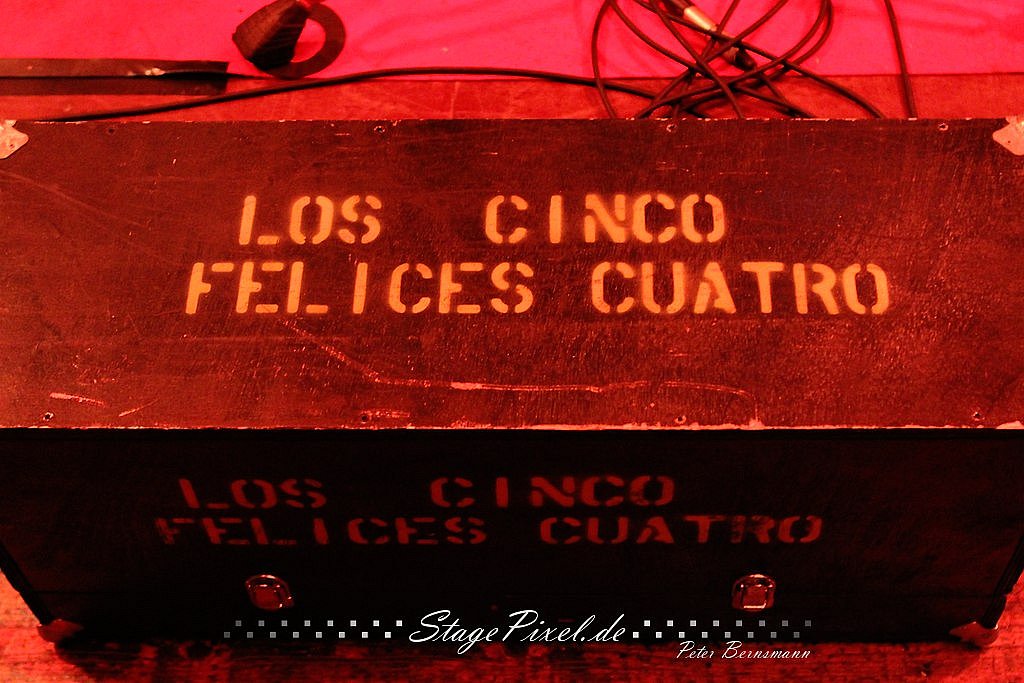 LOS CINCO
FELICES CUATRO
LOS CINCO
FELICES CUATRO
StagePixel.de
Peter Bernsmann